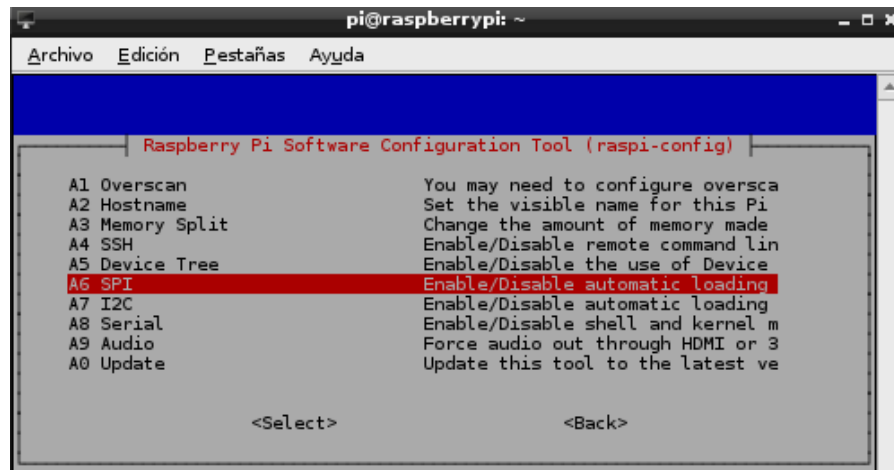 pi@raspberrypi: ~
Archivo Edición Pestañas Ayuda
Raspberry Pi Software Configuration Tool (raspi-config)
A1 Overscan You may need to configure oversca
A2 Hostname Set the visible name for this Pi
A3 Memory Split Change the amount of memory made
A4 SSH Enable/Disable remote command lin
A5 Device Tree Enable/Disable the use of Device
A6 SPI Enable/Disable automatic loading
A7 I2C Enable/Disable automatic loading
A8 Serial Enable/Disable shell and kernel m
A9 Audio Force audio out through HDMI or 3
A0 Update Update this tool to the latest ve
<Select> <Back>